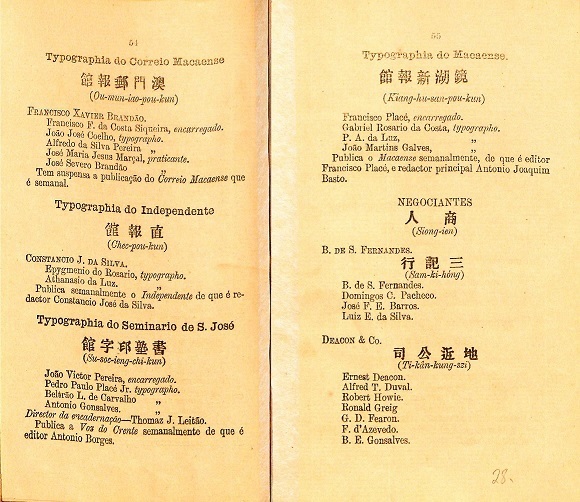 54
Typographia do Correio Macaense
館報郵門澳
(Ou-mun-iao-pou-kun)
FRANCISCO XAVIER BRANDÃO.
Francisco F. da Costa Siqueira, encarregado.
João José Coelho, typographo.
Alfredo da Silva Pereira „
José Maria Jesus Marçal, praticante.
José Severo Brandão „
Tem suspensa a publicação do Correio Macaense que
é semanal.
Typographia do Independente
館報直
(Chec-pou-kun)
CONSTANCIO J. DA SILVA.
Epygmenio do Rosario, typographo.
Athanasio da Luz. „
Publica semanalmente o Independente de que é re-
dactor Constancio José da Silva.
Typographia do Seminario de S. José
館字印塾書
(Su-soc-ieng-chi-kun)
João Victor Pereira, encarregado.
Pedro Paulo Placé Jr. typographo.
Belârão L. de Carvalho „
Antonio Gonsalves. „
Director da encadernação—Thomaz J. Leitão.
Publica a Voz do Crente semanalmente de que é
editor Antonio Borges.
55
Typographia do Macaense.
館報新湖鏡
(Kiang-hu-san-pou-kun)
Francisco Placé, encarregado.
Gabriel Rosario da Costa, typographo.
P. A. da Luz, „
João Martins Galves, „
Publica o Macaense semanalmente, de que é editor
Francisco Placé, e redactor principal Antonio Joaquim
Basto.
NEGOCIANTES
人商
(Siong-ien)
B. DE S. FERNANDES.
行記三
(Sam-ki-hông)
B. de S. Fernandes.
Domingos C. Pacheco.
José F. E. Barros.
Luiz E. da Silva.
DEACON & Co.
司公近地
(Ti-kân-kung-szi)
Ernest Deacon.
Alfred T. Duval.
Robert Howie.
Ronald Greig
G. D. Fearon.
F. d'Azevedo.
B. E. Gonsalves.
28.